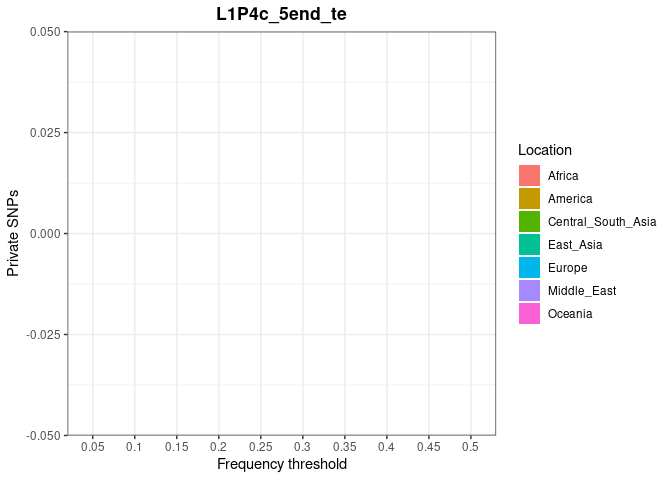 L1P4c_5end_te
0.050
0.025
0.000
-0.025
-0.050
Private SNPs
0.05 0.1 0.15 0.2 0.25 0.3 0.35 0.4 0.45 0.5
Frequency threshold
Location
Africa
America
Central_South_Asia
East_Asia
Europe
Middle_East
Oceania